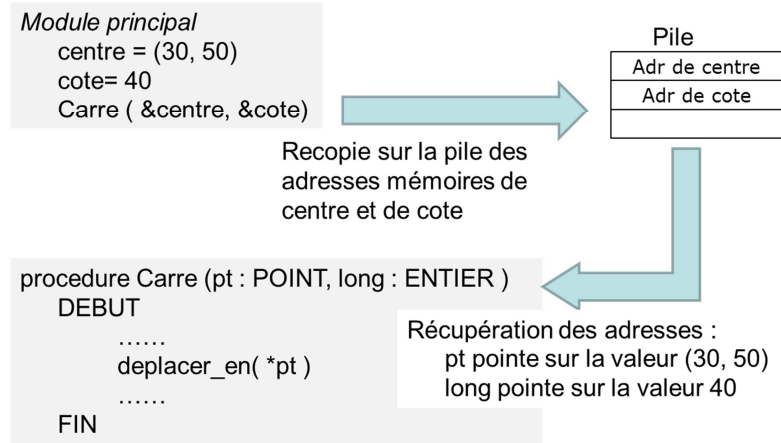 Module principal
centre = (30, 50)
cote= 40
Carre ( &centre, &cote)
Pile
Adr de centre
Adr de cote
Recopie sur la pile des
adresses mémoires de
centre et de cote
procedure Carre (pt : POINT, long : ENTIER )
DEBUT
......
deplacer_en( *pt )
......
FIN
Récupération des adresses :
pt pointe sur la valeur (30, 50)
long pointe sur la valeur 40